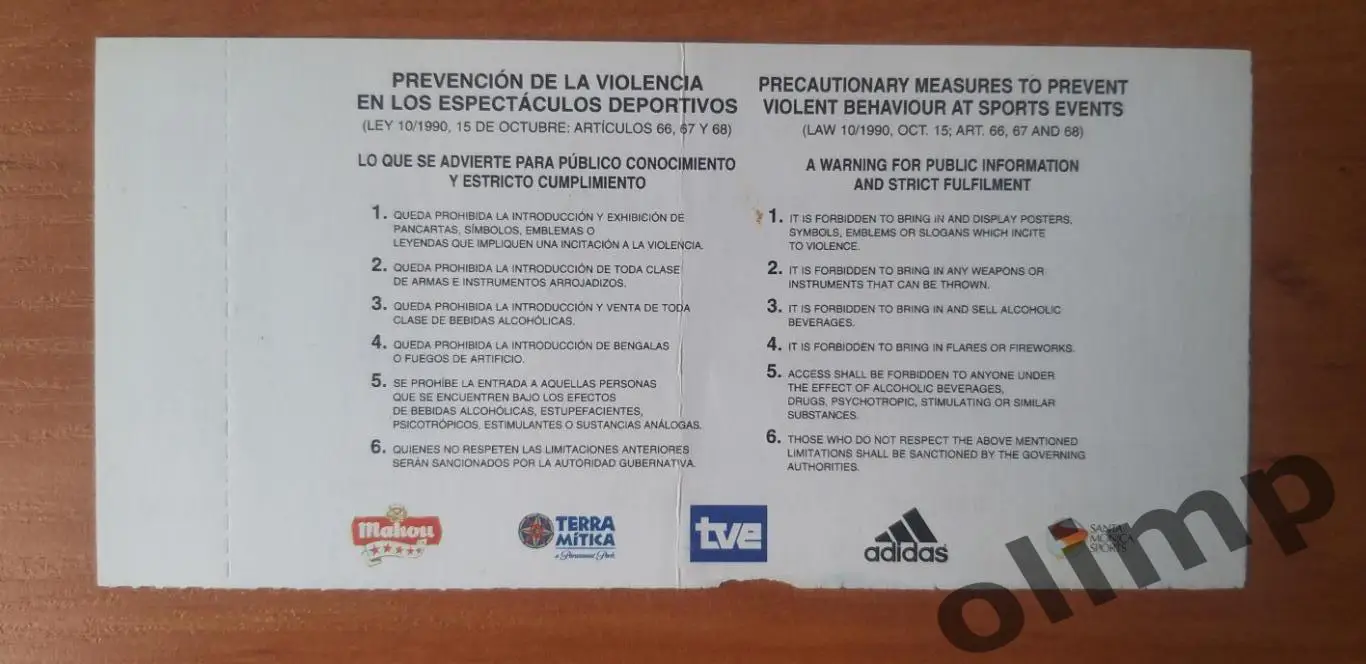 PREVENCIÓN DE LA VIOLENCIA
EN LOS ESPECTÁCULOS DEPORTIVOS
(LEY 10/1990, 15 DE OCTUBRE: ARTÍCULOS 66, 67 Y 68)
LO QUE SE ADVIERTE PARA PÚBLICO CONOCIMIENTO
Y ESTRICTO CUMPLIMIENTO
1. QUEDA PROHIBIDA LA INTRODUCCIÓN Y EXHIBICIÓN DE
PANCARTAS, SÍMBOLOS, EMBLEMAS O
LEYENDAS QUE IMPLIQUEN UNA INCITACIÓN A LA VIOLENCIA.
2. QUEDA PROHIBIDA LA INTRODUCCIÓN DE TODA CLASE
DE ARMAS E INSTRUMENTOS ARROJADIZOS.
3. QUEDA PROHIBIDA LA INTRODUCCIÓN Y VENTA DE TODA
CLASE DE BEBIDAS ALCOHÓLICAS.
4. QUEDA PROHIBIDA LA INTRODUCCIÓN DE BENGALAS
O FUEGOS DE ARTIFICIO.
5. SE PROHÍBE LA ENTRADA A AQUELLAS PERSONAS
QUE SE ENCUENTREN BAJO LOS EFECTOS
DE BEBIDAS ALCOHÓLICAS, ESTUPEFACIENTES,
PSICOTRÓPICOS, ESTIMULANTES O SUSTANCIAS ANÁLOGAS.
6. QUIENES NO RESPETEN LAS LIMITACIONES ANTERIORES
SERÁN SANCIONADOS POR LA AUTORIDAD GUBERNATIVA.
PRECAUTIONARY MEASURES TO PREVENT
VIOLENT BEHAVIOUR AT SPORTS EVENTS
(LAW 10/1990, OCT. 15; ART. 66, 67 AND 68)
A WARNING FOR PUBLIC INFORMATION
AND STRICT FULFILMENT
1. IT IS FORBIDDEN TO BRING IN AND DISPLAY POSTERS,
SYMBOLS, EMBLEMS OR SLOGANS WHICH INCITE
TO VIOLENCE.
2. IT IS FORBIDDEN TO BRING IN ANY WEAPONS OR
INSTRUMENTS THAT CAN BE THROWN.
3. IT IS FORBIDDEN TO BRING IN AND SELL ALCOHOLIC
BEVERAGES.
4. IT IS FORBIDDEN TO BRING IN FLARES OR FIREWORKS.
5. ACCESS SHALL BE FORBIDDEN TO ANYONE UNDER
THE EFFECT OF ALCOHOLIC BEVERAGES,
DRUGS, PSYCHOTROPIC, STIMULATING OR SIMILAR
SUBSTANCES.
6. THOSE WHO DO NOT RESPECT THE ABOVE MENTIONED
LIMITATIONS SHALL BE SANCTIONED BY THE GOVERNING
AUTHORITIES.
Mahou
TERRA
MÍTICA
a Paramount Park
tve
adidas
SANTA
MONICA
SPORTS
olimp